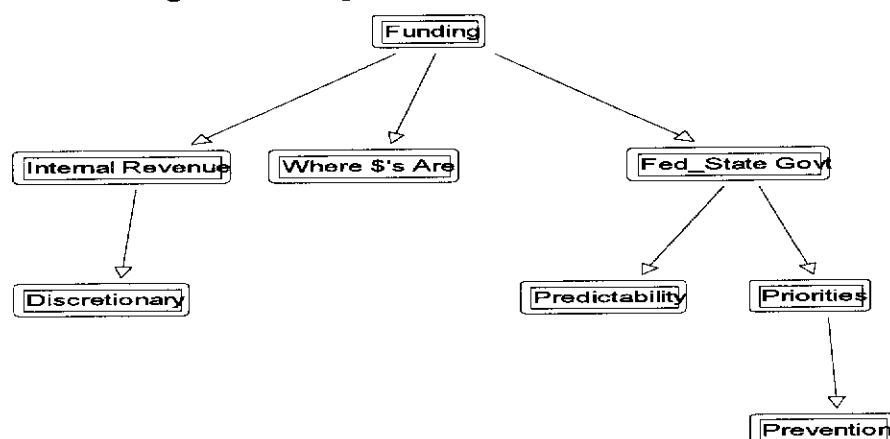 Funding
Internal Revenue
Where $'s Are
Fed_State Govt
Discretionary
Predictability
Priorities
Prevention